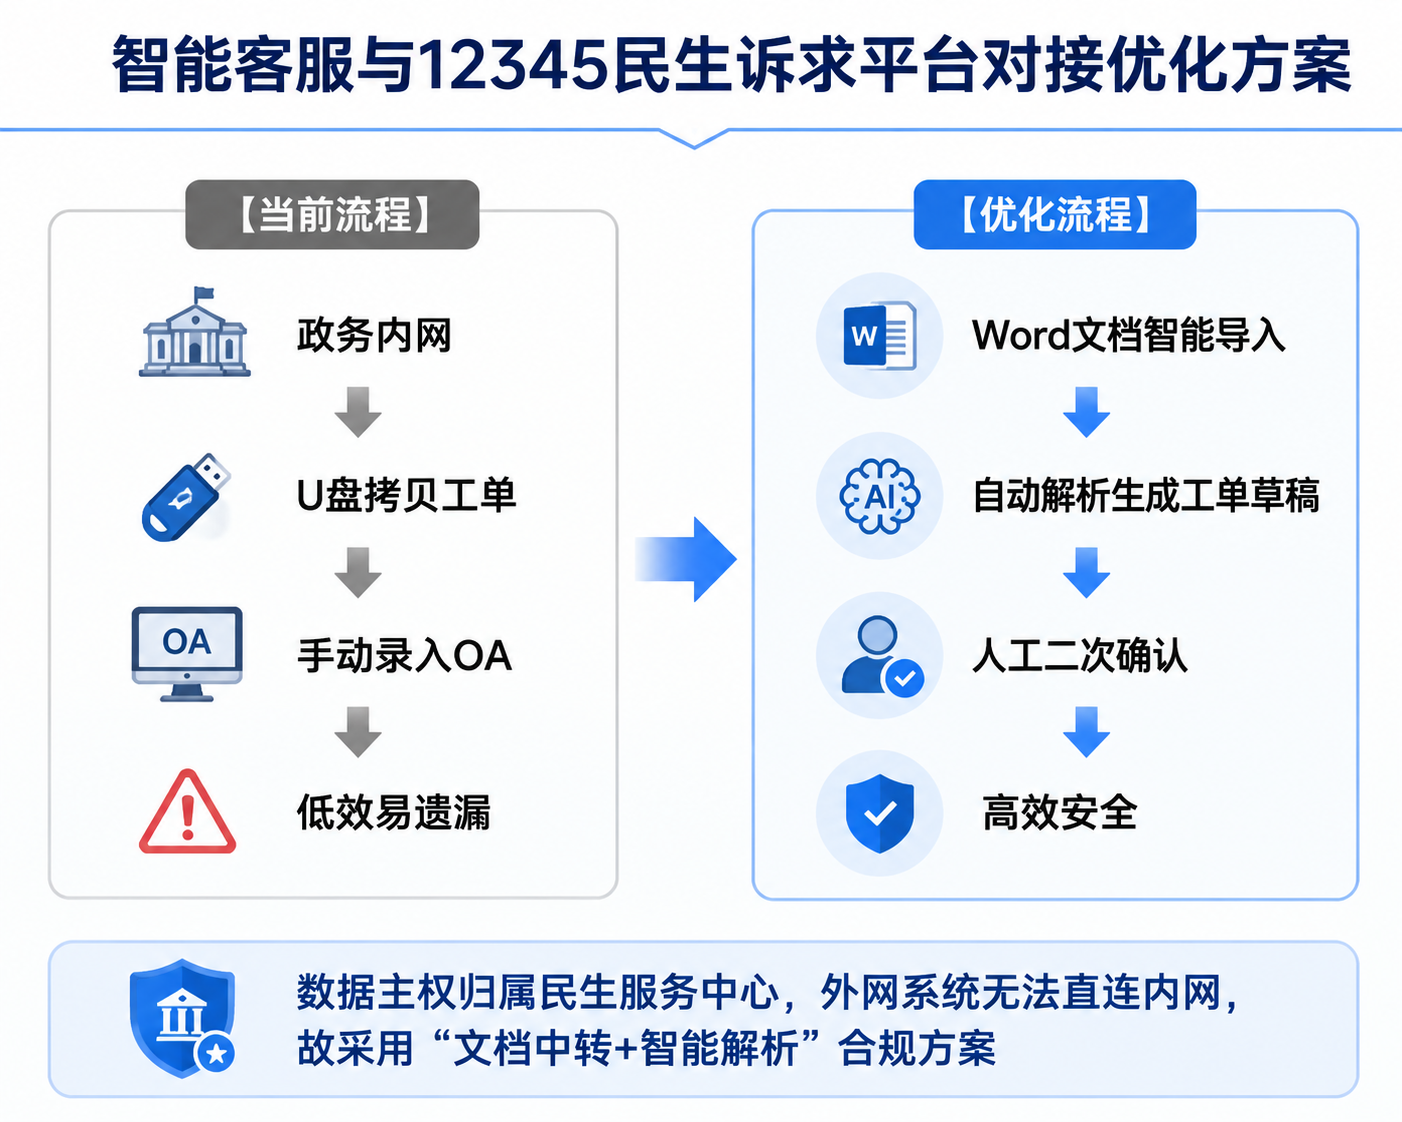 智能客服与12345民生诉求平台对接优化方案
【当前流程】
政务内网
U盘拷贝工单
OA
手动录入OA
低效易遗漏
【优化流程】
W
Word文档智能导入
AI
自动解析生成工单草稿
人工二次确认
高效安全
数据主权归属民生服务中心，外网系统无法直连内网，
故采用“文档中转+智能解析”合规方案